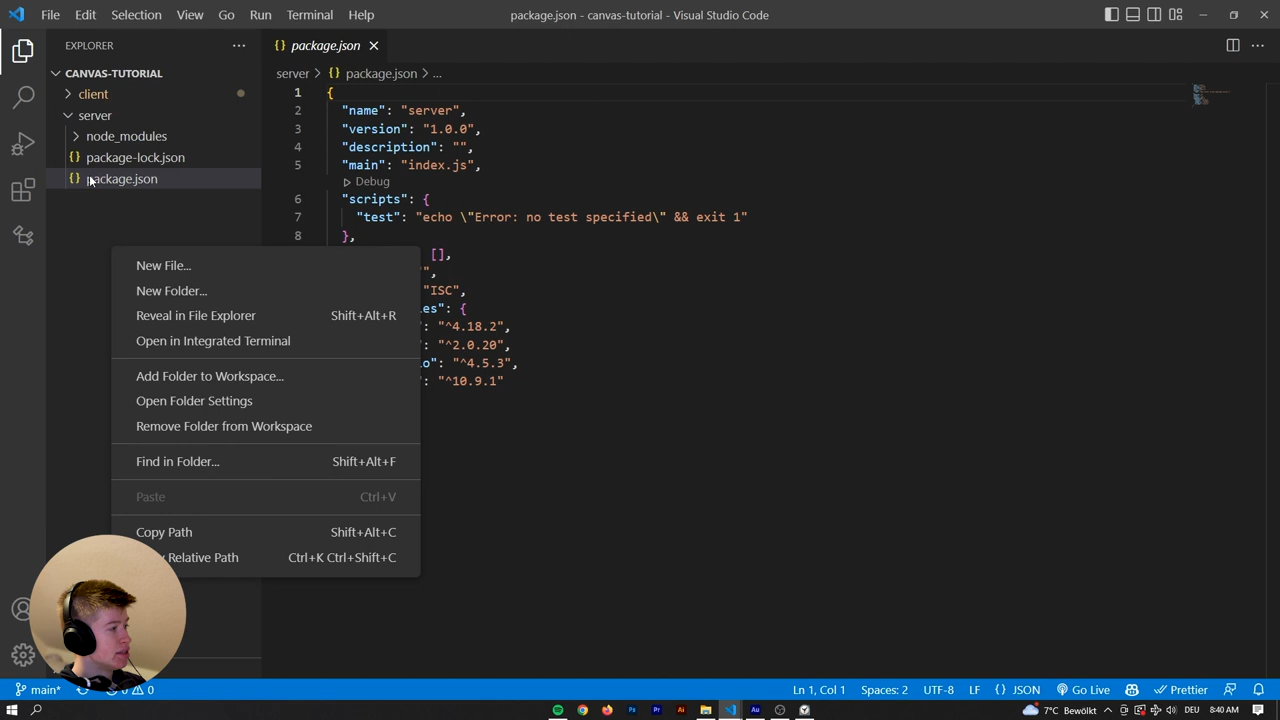 File Edit Selection View Go Run Terminal Help
package.json - canvas-tutorial - Visual Studio Code
EXPLORER
CANVAS-TUTORIAL
client
server
node_modules
package-lock.json
package.json
package.json
server > package.json > ...
1 {
2 "name": "server",
3 "version": "1.0.0",
4 "description": "",
5 "main": "index.js",
Debug
6 "scripts": {
7 "test": "echo \"Error: no test specified\" && exit 1"
8 },
[],
",
"ISC",
es": {
": "^4.18.2",
": "^2.0.20",
o": "^4.5.3",
": "^10.9.1"
New File...
New Folder...
Reveal in File Explorer Shift+Alt+R
Open in Integrated Terminal
Add Folder to Workspace...
Open Folder Settings
Remove Folder from Workspace
Find in Folder... Shift+Alt+F
Paste Ctrl+V
Copy Path Shift+Alt+C
Relative Path Ctrl+K Ctrl+Shift+C
main* 0 0
Ln 1, Col 1 Spaces: 2 UTF-8 LF {} JSON Go Live Prettier
7°C Bewölkt DEU 8:40 AM